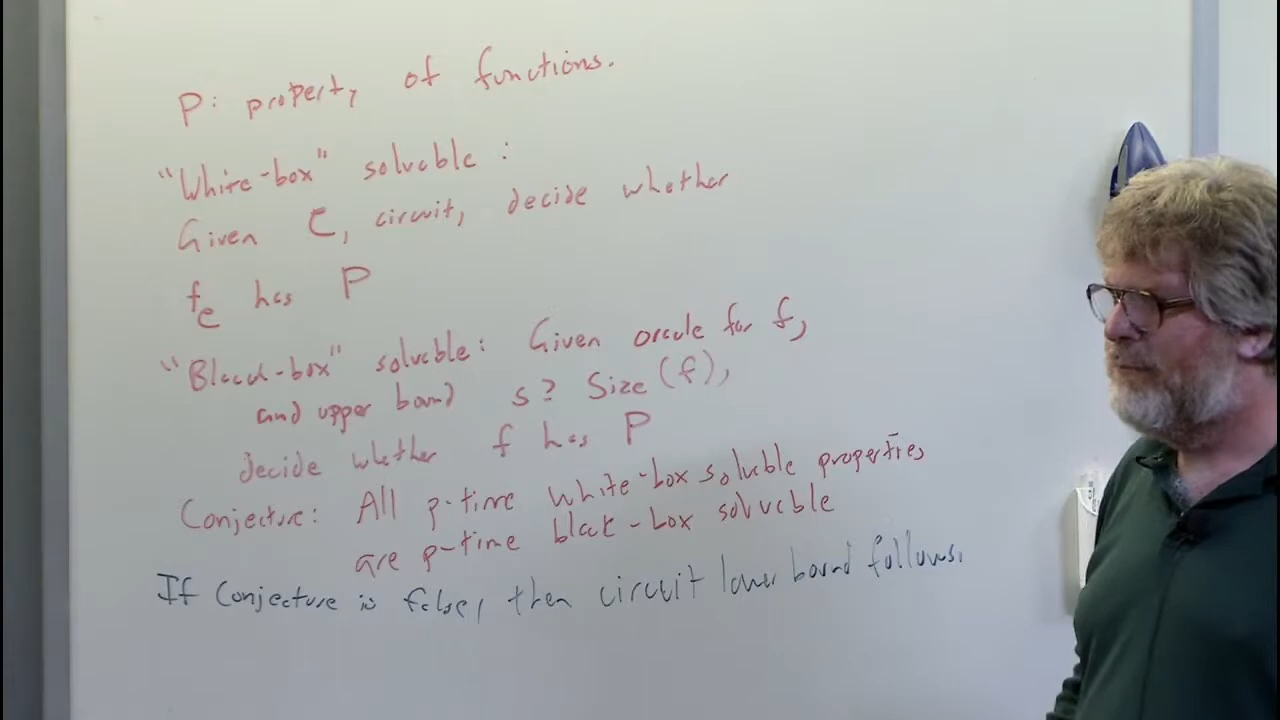 P: property of functions.
"White-box" solvable :
Given C, circuit, decide whether
f_C has P
"Black-box" solvable: Given oracle for f,
and upper bound s? Size (f),
decide whether f has P
Conjecture: All p-time white-box soluble properties
are p-time black-box solvable
If Conjecture is false, then circuit lower bound follows.